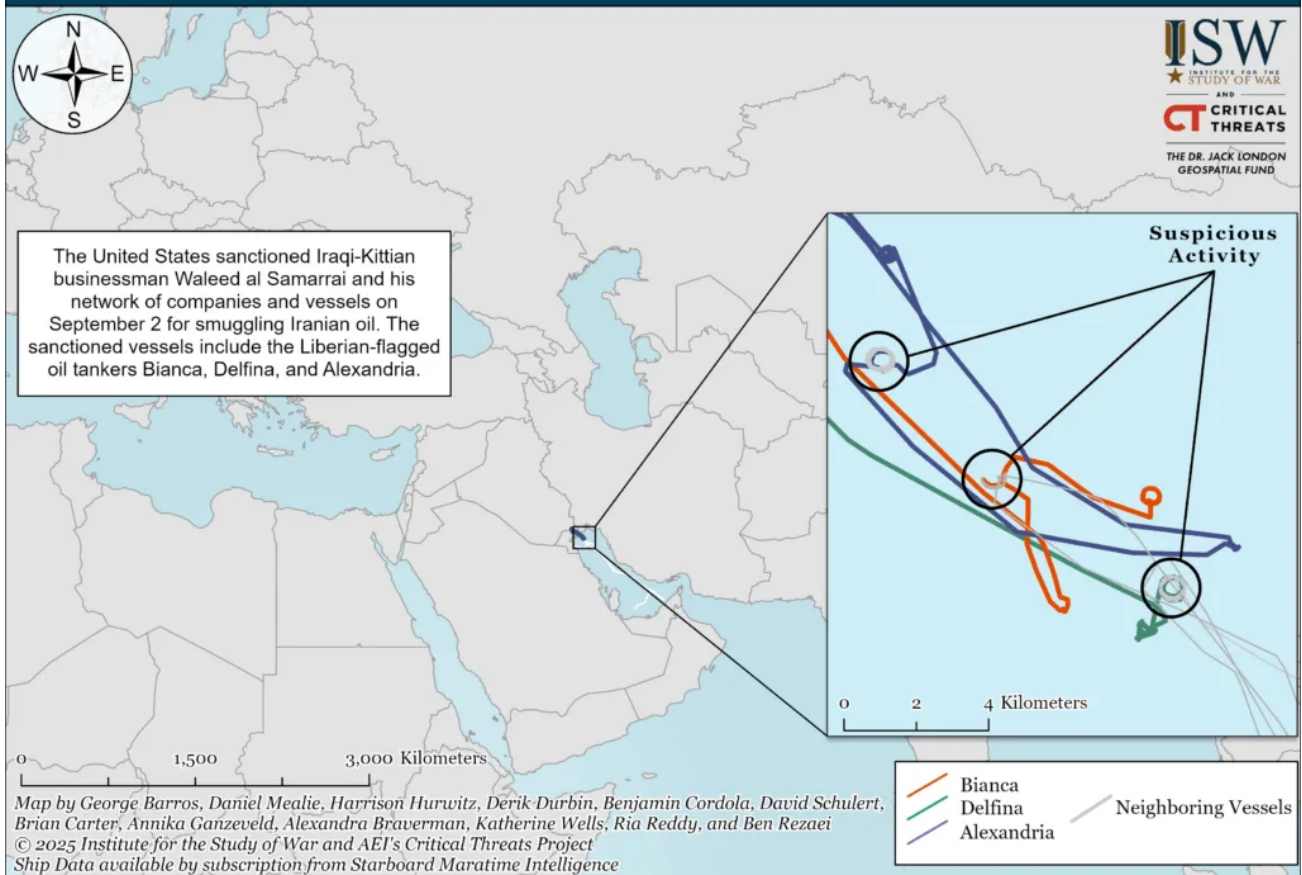 N
W E
S
ISW
INSTITUTE FOR THE
STUDY OF WAR
AND
CT CRITICAL
THREATS
THE DR. JACK LONDON
GEOSPATIAL FUND
The United States sanctioned Iraqi-Kittian
businessman Waleed al Samarrai and his
network of companies and vessels on
September 2 for smuggling Iranian oil. The
sanctioned vessels include the Liberian-flagged
oil tankers Bianca, Delfina, and Alexandria.
Suspicious
Activity
0 2 4 Kilometers
0 1,500 3,000 Kilometers
Bianca
Delfina
Alexandria
Neighboring Vessels
Map by George Barros, Daniel Mealie, Harrison Hurwitz, Derik Durbin, Benjamin Cordola, David Schulert,
Brian Carter, Annika Ganzeveld, Alexandra Braverman, Katherine Wells, Ria Reddy, and Ben Rezaei
© 2025 Institute for the Study of War and AEI's Critical Threats Project
Ship Data available by subscription from Starboard Maratime Intelligence